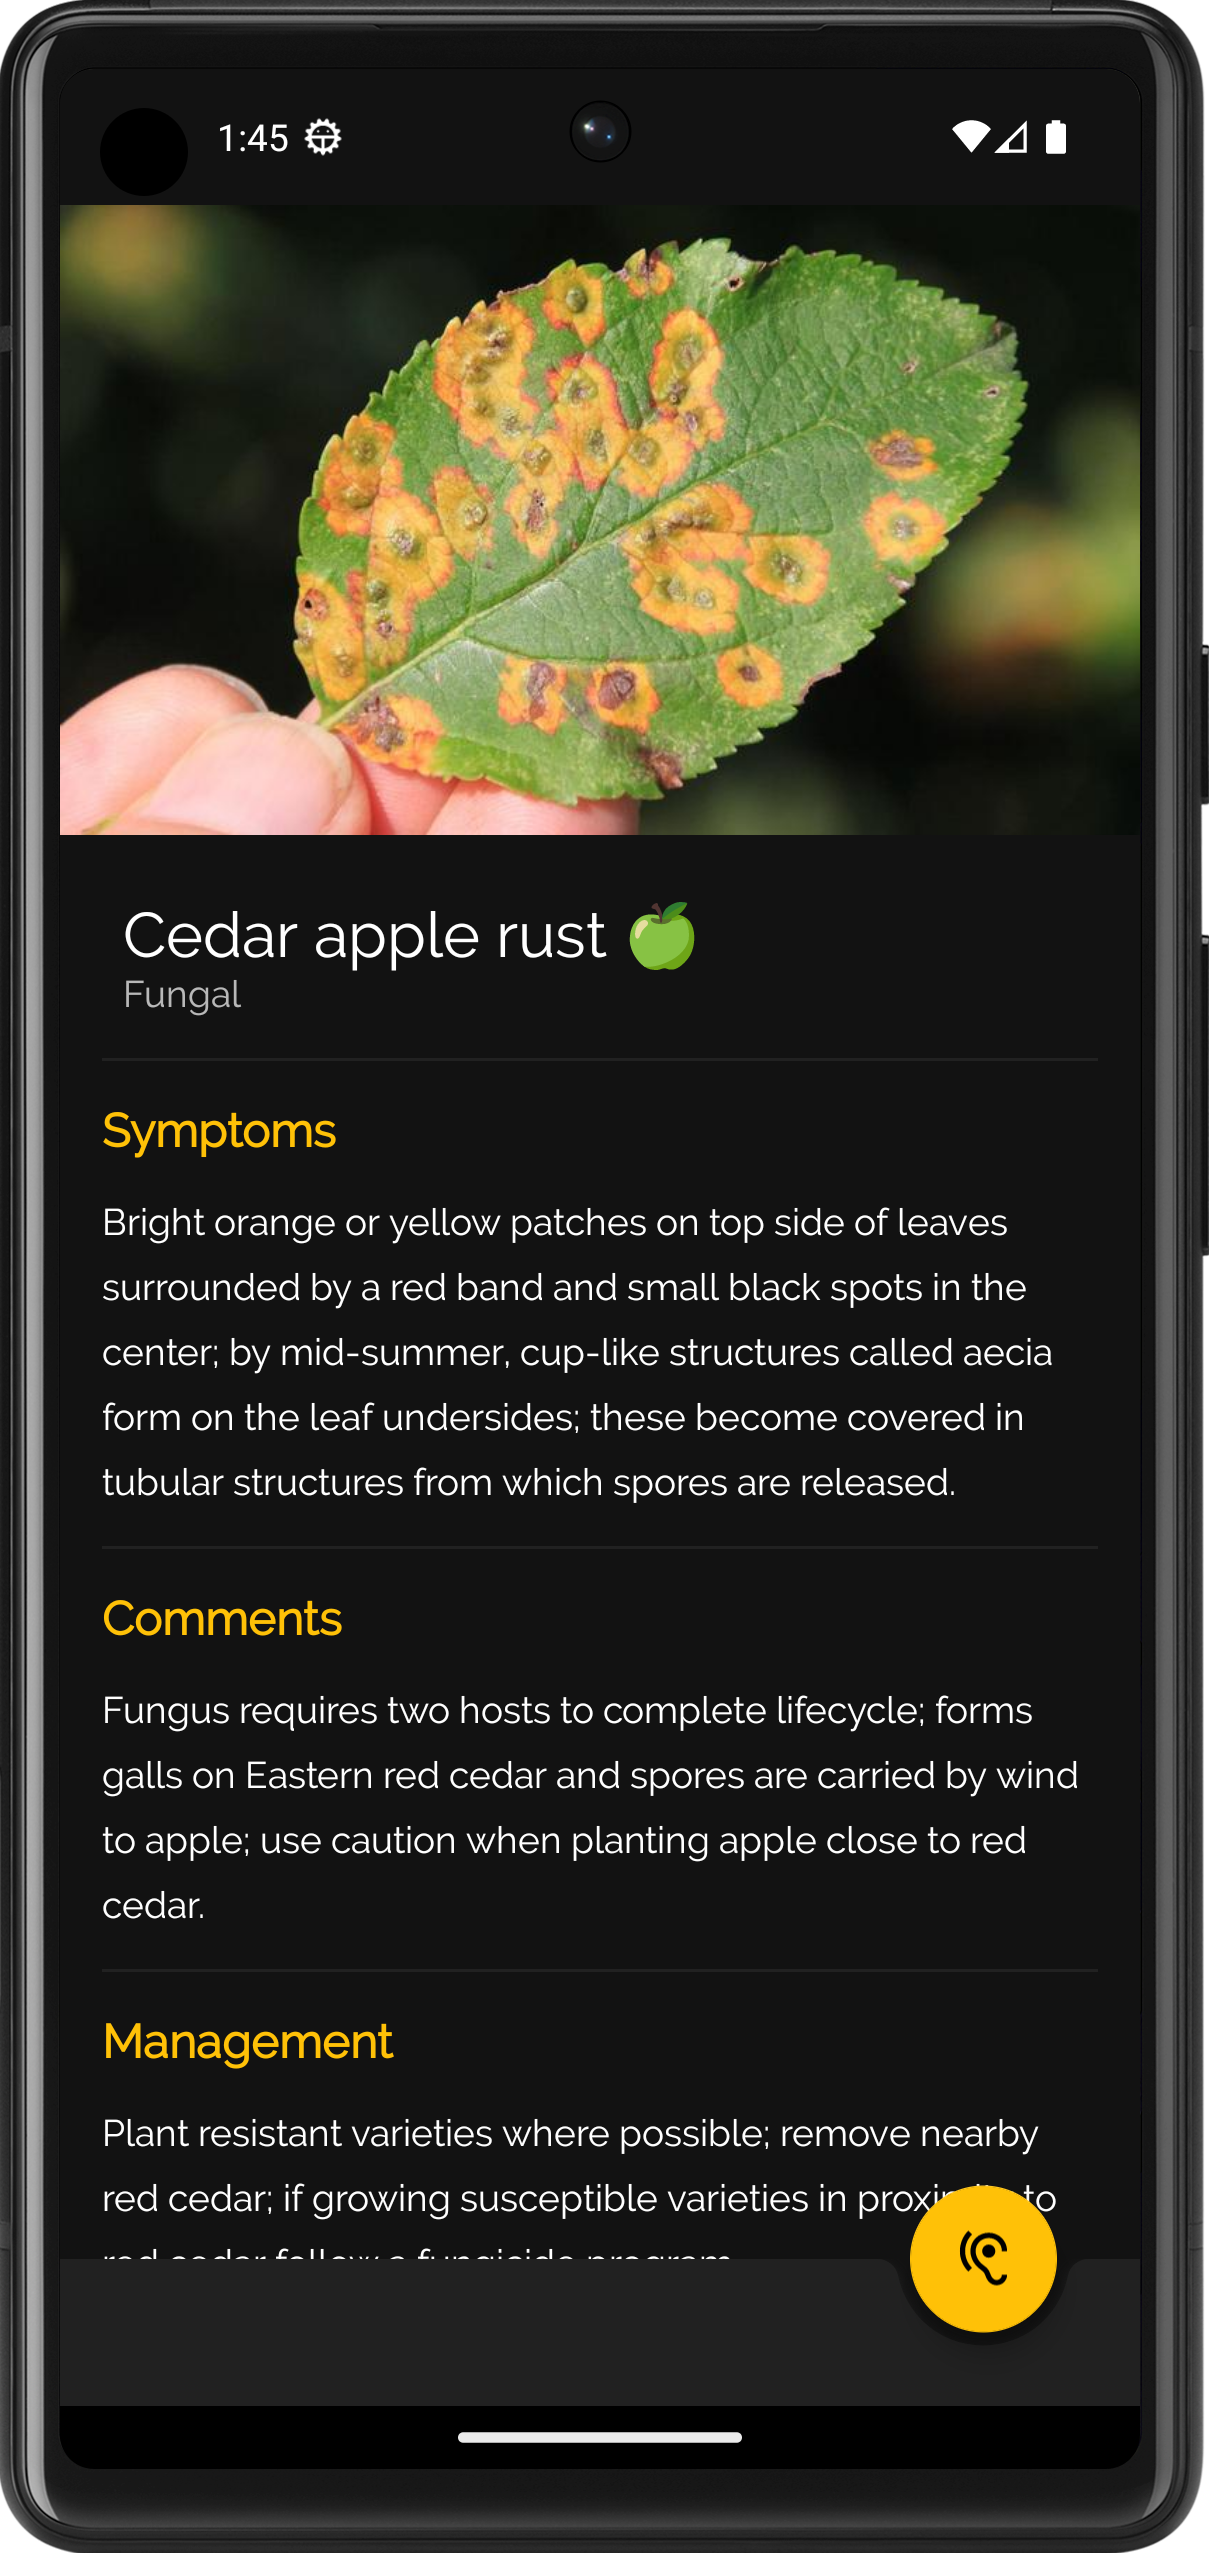 1:45
Cedar apple rust
Fungal
Symptoms
Bright orange or yellow patches on top side of leaves
surrounded by a red band and small black spots in the
center; by mid-summer, cup-like structures called aecia
form on the leaf undersides; these become covered in
tubular structures from which spores are released.
Comments
Fungus requires two hosts to complete lifecycle; forms
galls on Eastern red cedar and spores are carried by wind
to apple; use caution when planting apple close to red
cedar.
Management
Plant resistant varieties where possible; remove nearby
red cedar; if growing susceptible varieties in to
red cedar follow a fungicide program